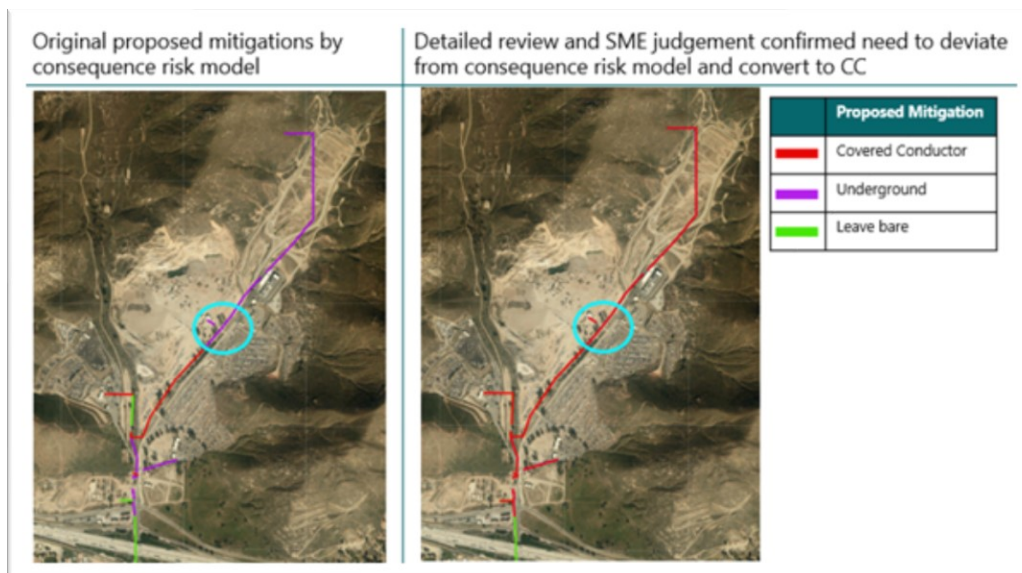 Original proposed mitigations by
consequence risk model
Detailed review and SME judgement confirmed need to deviate
from consequence risk model and convert to CC
Proposed Mitigation
Covered Conductor
Underground
Leave bare